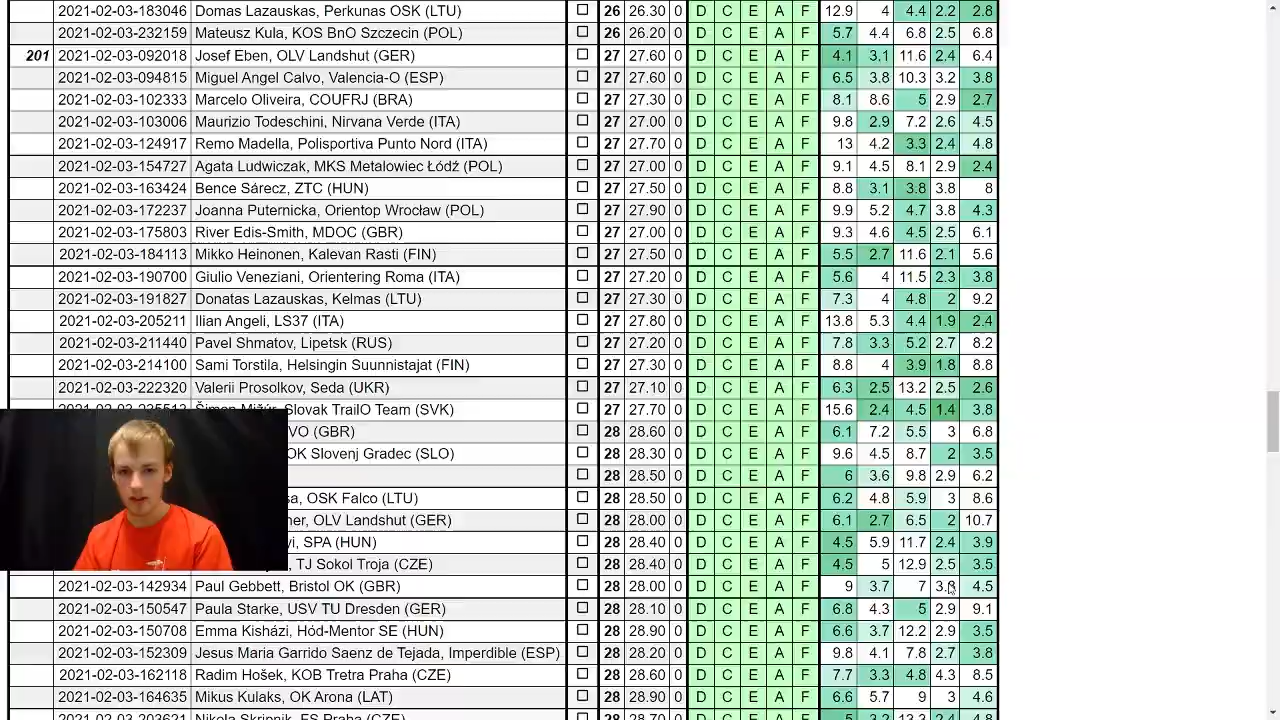 2021-02-03-183046 Domas Lazauskas, Perkunas OSK (LTU) 26 26.30 0 D C E A F 12.9 4 4.4 2.2 2.8
2021-02-03-232159 Mateusz Kula, KOS BnO Szczecin (POL) 26 26.20 0 D C E A F 5.7 4.4 6.8 2.5 6.8
201 2021-02-03-092018 Josef Eben, OLV Landshut (GER) 27 27.60 0 D C E A F 4.1 3.1 11.6 2.4 6.4
2021-02-03-094815 Miguel Angel Calvo, Valencia-O (ESP) 27 27.60 0 D C E A F 6.5 3.8 10.3 3.2 3.8
2021-02-03-102333 Marcelo Oliveira, COUFRJ (BRA) 27 27.30 0 D C E A F 8.1 8.6 5 2.9 2.7
2021-02-03-103006 Maurizio Todeschini, Nirvana Verde (ITA) 27 27.00 0 D C E A F 9.8 2.9 7.2 2.6 4.5
2021-02-03-124917 Remo Madella, Polisportiva Punto Nord (ITA) 27 27.70 0 D C E A F 13 4.2 3.3 2.4 4.8
2021-02-03-154727 Agata Ludwiczak, MKS Metalowiec Łódź (POL) 27 27.00 0 D C E A F 9.1 4.5 8.1 2.9 2.4
2021-02-03-163424 Bence Sárecz, ZTC (HUN) 27 27.50 0 D C E A F 8.8 3.1 3.8 3.8 8
2021-02-03-172237 Joanna Puternicka, Orientop Wrocław (POL) 27 27.90 0 D C E A F 9.9 5.2 4.7 3.8 4.3
2021-02-03-175803 River Edis-Smith, MDOC (GBR) 27 27.00 0 D C E A F 9.3 4.6 4.5 2.5 6.1
2021-02-03-184113 Mikko Heinonen, Kalevan Rasti (FIN) 27 27.50 0 D C E A F 5.5 2.7 11.6 2.1 5.6
2021-02-03-190700 Giulio Veneziani, Orientering Roma (ITA) 27 27.20 0 D C E A F 5.6 4 11.5 2.3 3.8
2021-02-03-191827 Donatas Lazauskas, Kelmas (LTU) 27 27.30 0 D C E A F 7.3 4 4.8 2 9.2
2021-02-03-205211 Ilian Angeli, LS37 (ITA) 27 27.80 0 D C E A F 13.8 5.3 4.4 1.9 2.4
2021-02-03-211440 Pavel Shmatov, Lipetsk (RUS) 27 27.20 0 D C E A F 7.8 3.3 5.2 2.7 8.2
2021-02-03-214100 Sami Torstila, Helsingin Suunnistajat (FIN) 27 27.30 0 D C E A F 8.8 4 3.9 1.8 8.8
2021-02-03-222320 Valerii Prosolkov, Seda (UKR) 27 27.10 0 D C E A F 6.3 2.5 13.2 2.5 2.6
Slovak TrailO Team (SVK) 27 27.70 0 D C E A F 15.6 2.4 4.5 1.4 3.8
VO (GBR) 28 28.60 0 D C E A F 6.1 7.2 5.5 3 6.8
OK Slovenj Gradec (SLO) 28 28.30 0 D C E A F 9.6 4.5 8.7 2 3.5
28 28.50 0 D C E A F 6 3.6 9.8 2.9 6.2
sa, OSK Falco (LTU) 28 28.50 0 D C E A F 6.2 4.8 5.9 3 8.6
ner, OLV Landshut (GER) 28 28.00 0 D C E A F 6.1 2.7 6.5 2 10.7
yi, SPA (HUN) 28 28.40 0 D C E A F 4.5 5.9 11.7 2.4 3.9
, TJ Sokol Troja (CZE) 28 28.40 0 D C E A F 4.5 5 12.9 2.5 3.5
2021-02-03-142934 Paul Gebbett, Bristol OK (GBR) 28 28.00 0 D C E A F 9 3.7 7 4.5
2021-02-03-150547 Paula Starke, USV TU Dresden (GER) 28 28.10 0 D C E A F 6.8 4.3 5 2.9 9.1
2021-02-03-150708 Emma Kisházi, Hód-Mentor SE (HUN) 28 28.90 0 D C E A F 6.6 3.7 12.2 2.9 3.5
2021-02-03-152309 Jesus Maria Garrido Saenz de Tejada, Imperdible (ESP) 28 28.20 0 D C E A F 9.8 4.1 7.8 2.7 3.8
2021-02-03-162118 Radim Hošek, KOB Tretra Praha (CZE) 28 28.60 0 D C E A F 7.7 3.3 4.8 4.3 8.5
2021-02-03-164635 Mikus Kulaks, OK Arona (LAT) 28 28.90 0 D C E A F 6.6 5.7 9 3 4.6
2021-02-03-203621 Nikola Skripnik, ES Praha (CZE) 28 28.70 0 D C E A F 5 3.2 13.3 2.4 4.8